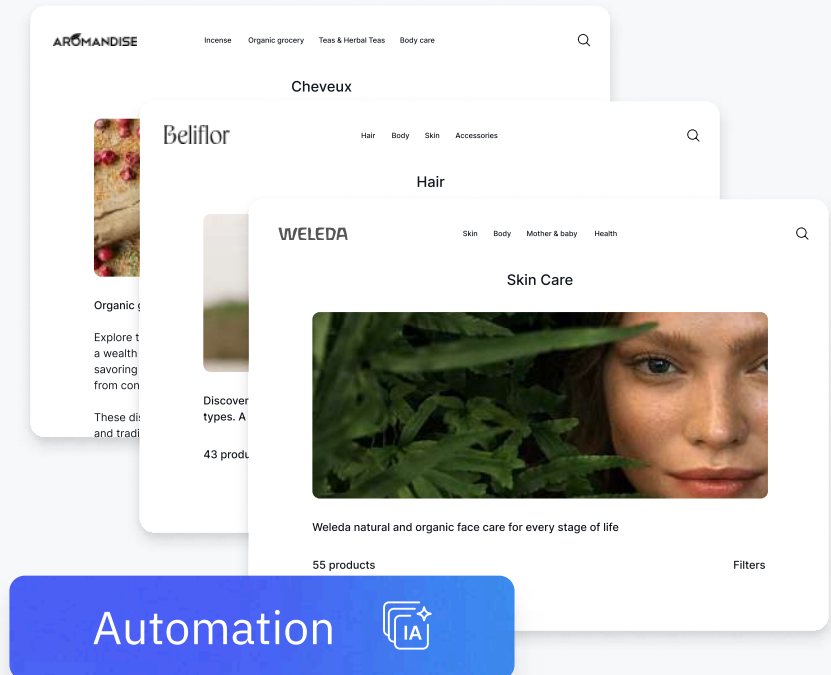 AROMANDISE
Incense Organic grocery Teas & Herbal Teas Body care
Cheveux
Organic
Explore
a wealth
savoring
from con
These dis
and tradi
Beliflor
Hair Body Skin Accessories
Hair
Discover
types. A
43 produ
WELEDA
Skin Body Mother & baby Health
Skin Care
Weleda natural and organic face care for every stage of life
55 products Filters
Automation IA